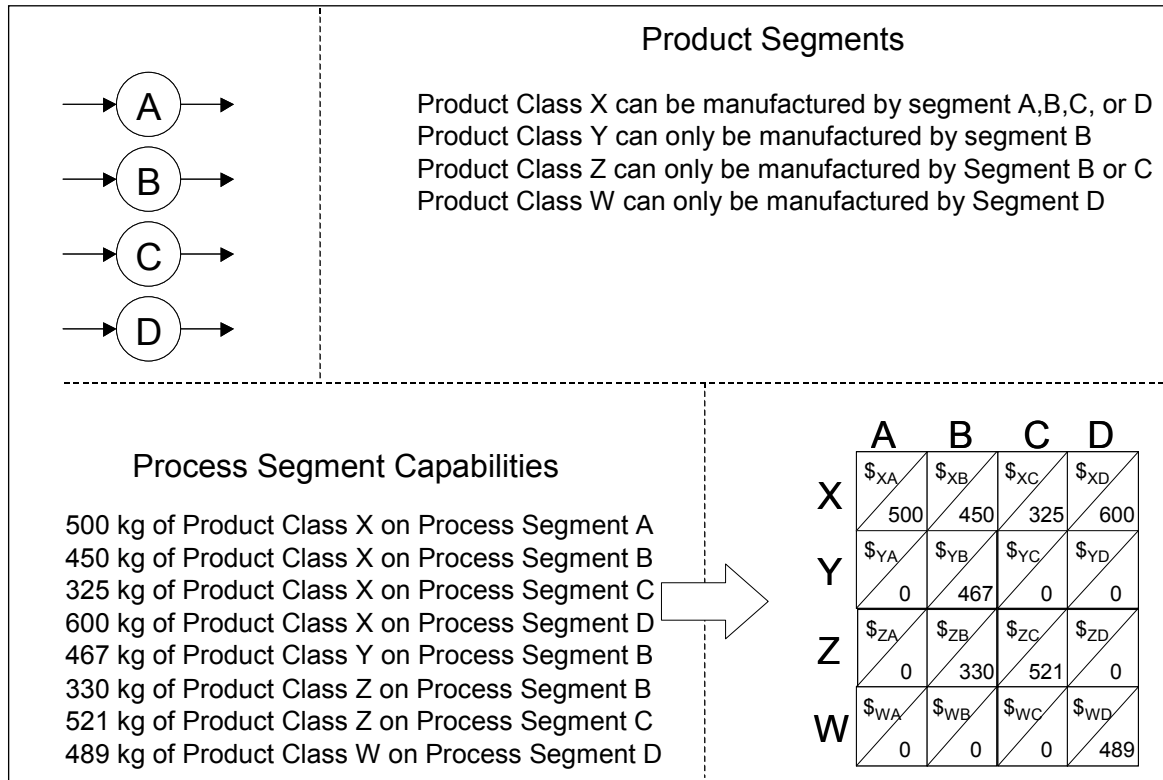 A
B
C
D
Product Segments
Product Class X can be manufactured by segment A,B,C, or D
Product Class Y can only be manufactured by segment B
Product Class Z can only be manufactured by Segment B or C
Product Class W can only be manufactured by Segment D
Process Segment Capabilities
500 kg of Product Class X on Process Segment A
450 kg of Product Class X on Process Segment B
325 kg of Product Class X on Process Segment C
600 kg of Product Class X on Process Segment D
467 kg of Product Class Y on Process Segment B
330 kg of Product Class Z on Process Segment B
521 kg of Product Class Z on Process Segment C
489 kg of Product Class W on Process Segment D
A B C D
X
$XA $XB $XC $XD
500 450 325 600
Y
$YA $YB $YC $YD
0 467 0 0
Z
$ZA $ZB $ZC $ZD
0 330 521 0
W
$WA $WB $WC $WD
0 0 0 489